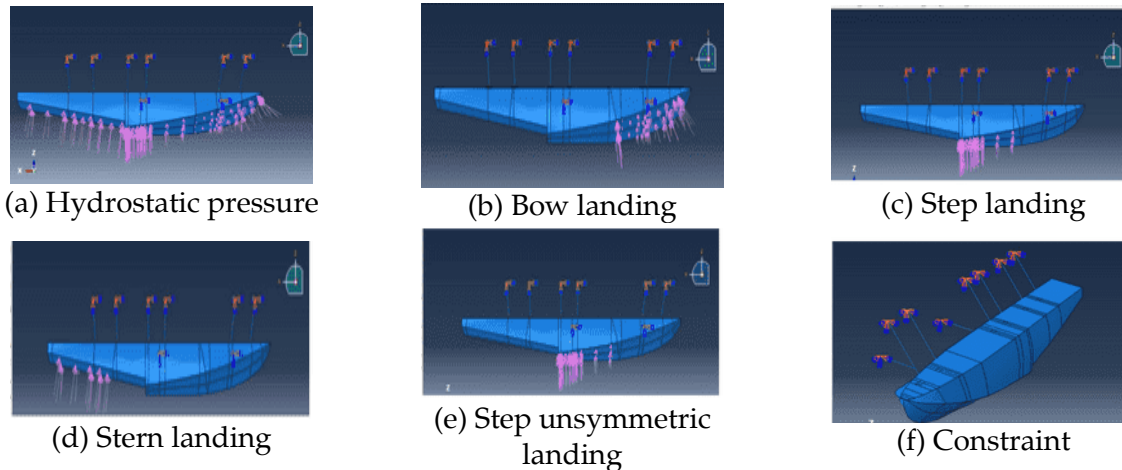 (a) Hydrostatic pressure
(b) Bow landing
(c) Step landing
(d) Stern landing
(e) Step unsymmetric
landing
(f) Constraint